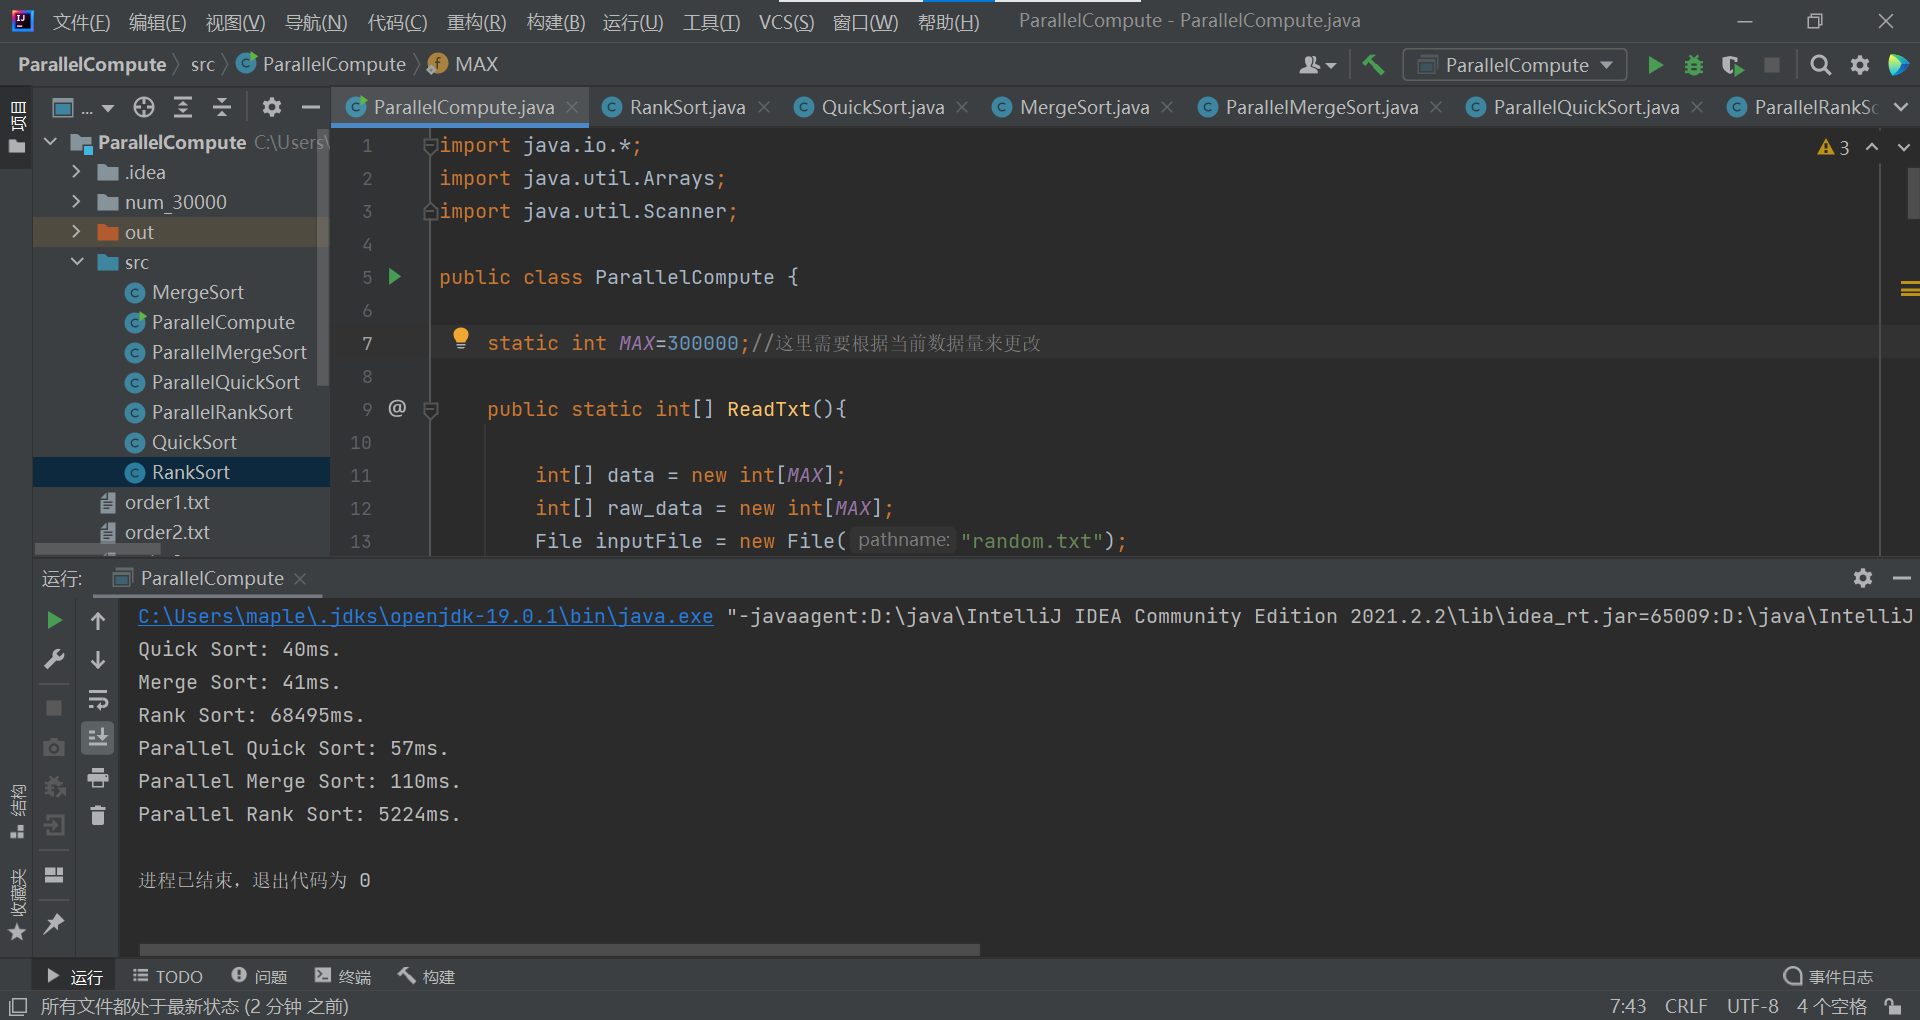 文件(F) 编辑(E) 视图(V) 导航(N) 代码(C) 重构(R) 构建(B) 运行(U) 工具(T) VCS(S) 窗口(W) 帮助(H) ParallelCompute - ParallelCompute.java
ParallelCompute src ParallelCompute MAX
ParallelCompute
项目
...
ParallelCompute.java RankSort.java QuickSort.java MergeSort.java ParallelMergeSort.java ParallelQuickSort.java ParallelRankSo
ParallelCompute C:\Users\
.idea
num_30000
out
src
MergeSort
ParallelCompute
ParallelMergeSort
ParallelQuickSort
ParallelRankSort
QuickSort
RankSort
order1.txt
order2.txt
3
1 import java.io.*;
2 import java.util.Arrays;
3 import java.util.Scanner;
4
5 public class ParallelCompute {
6
7 static int MAX=300000;//这里需要根据当前数据量来更改
8
9 @ public static int[] ReadTxt(){
10
11 int[] data = new int[MAX];
12 int[] raw_data = new int[MAX];
13 File inputFile = new File( pathname: "random.txt");
运行: ParallelCompute
C:\Users\maple\.jdks\openjdk-19.0.1\bin\java.exe "-javaagent:D:\java\IntelliJ IDEA Community Edition 2021.2.2\lib\idea_rt.jar=65009:D:\java\IntelliJ
Quick Sort: 40ms.
Merge Sort: 41ms.
Rank Sort: 68495ms.
Parallel Quick Sort: 57ms.
Parallel Merge Sort: 110ms.
Parallel Rank Sort: 5224ms.
进程已结束，退出代码为 0
结构
收藏夹
运行 TODO 问题 终端 构建 事件日志
所有文件都处于最新状态 (2 分钟 之前) 7:43 CRLF UTF-8 4 个空格